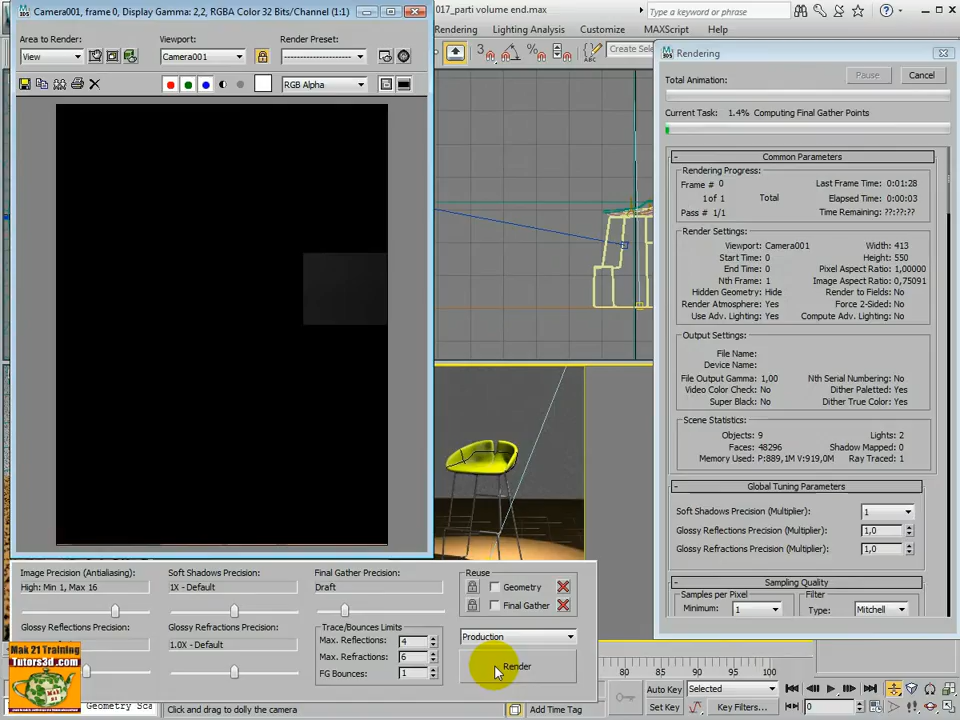 Camera001, frame 0, Display Gamma: 2,2, RGBA Color 32 Bits/Channel (1:1)
017_parti volume end.max
Type a keyword or phrase
Area to Render:
Viewport:
Render Preset:
View
Camera001
RGB Alpha
Rendering
Lighting Analysis
Customize
MAXScript
Help
3
Create Sele
Rendering
Total Animation:
Pause
Cancel
Current Task:
1.4% Computing Final Gather Points
Common Parameters
Rendering Progress:
Frame # 0
Last Frame Time: 0:01:28
1 of 1
Total
Elapsed Time: 0:00:03
Pass # 1/1
Time Remaining: ??:??:??
Render Settings:
Viewport: Camera001
Width: 413
Start Time: 0
Height: 550
End Time: 0
Pixel Aspect Ratio: 1,00000
Nth Frame: 1
Image Aspect Ratio: 0,75091
Hidden Geometry: Hide
Render to Fields: No
Render Atmosphere: Yes
Force 2-Sided: No
Use Adv. Lighting: Yes
Compute Adv. Lighting: No
Output Settings:
File Name:
Device Name:
File Output Gamma: 1,00
Nth Serial Numbering: No
Video Color Check: No
Dither Paletted: Yes
Super Black: No
Dither True Color: Yes
Scene Statistics:
Objects: 9
Lights: 2
Faces: 48296
Shadow Mapped: 0
Memory Used: P:889,1M V:919,0M
Ray Traced: 1
Global Tuning Parameters
Soft Shadows Precision (Multiplier):
1
Glossy Reflections Precision (Multiplier):
1,0
Glossy Refractions Precision (Multiplier):
1,0
Sampling Quality
Samples per Pixel
Filter
Minimum:
1
Type:
Mitchell
Image Precision (Antialiasing):
High: Min 1, Max 16
Soft Shadows Precision:
1X - Default
Final Gather Precision:
Draft
Reuse
Geometry
Final Gather
Glossy Reflections Precision:
Glossy Refractions Precision:
1.0X - Default
Trace/Bounces Limits
Max. Reflections:
4
Max. Refractions:
6
FG Bounces:
1
Production
Render
Mak 21 Training
Tutors3d.com
Geometry Sca
Click and drag to dolly the camera
Add Time Tag
80
85
90
95
100
Auto Key
Selected
Set Key
Key Filters...
0